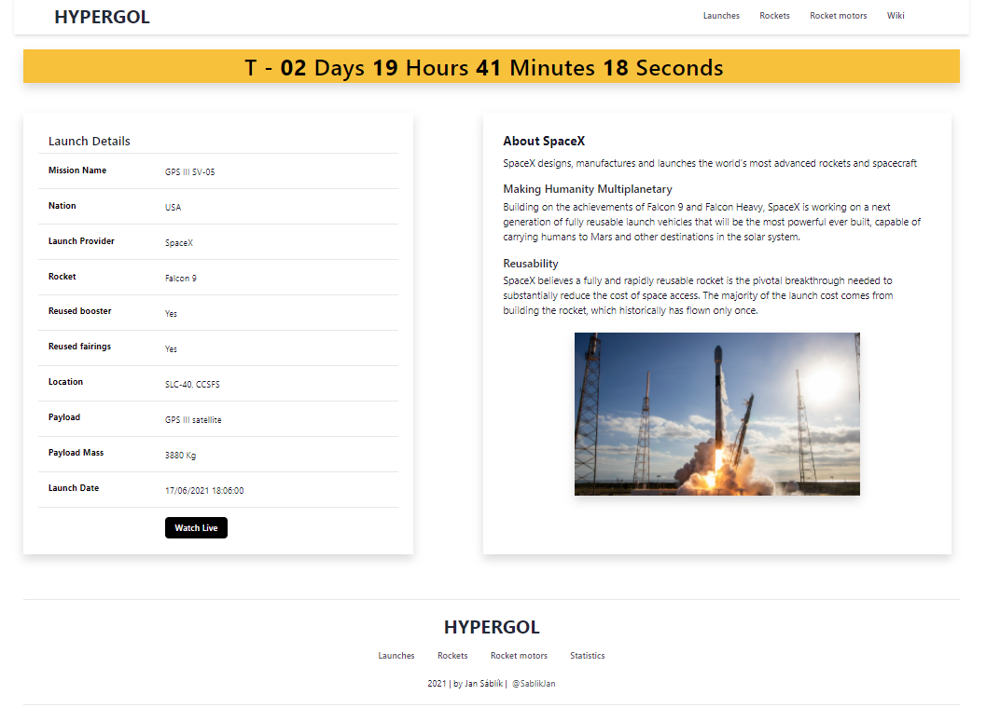 HYPERGOL
Launches Rockets Rocket motors Wiki
T - 02 Days 19 Hours 41 Minutes 18 Seconds
Launch Details
Mission Name GPS III SV-05
Nation USA
Launch Provider SpaceX
Rocket Falcon 9
Reused booster Yes
Reused fairings Yes
Location SLC-40, CCSFS
Payload GPS III satellite
Payload Mass 3880 Kg
Launch Date 17/06/2021 18:06:00
Watch Live
About SpaceX
SpaceX designs, manufactures and launches the world's most advanced rockets and spacecraft
Making Humanity Multiplanetary
Building on the achievements of Falcon 9 and Falcon Heavy, SpaceX is working on a next
generation of fully reusable launch vehicles that will be the most powerful ever built, capable of
carrying humans to Mars and other destinations in the solar system.
Reusability
SpaceX believes a fully and rapidly reusable rocket is the pivotal breakthrough needed to
substantially reduce the cost of space access. The majority of the launch cost comes from
building the rocket, which historically has flown only once.
HYPERGOL
Launches Rockets Rocket motors Statistics
2021 | by Jan Sáblík | @SablikJan